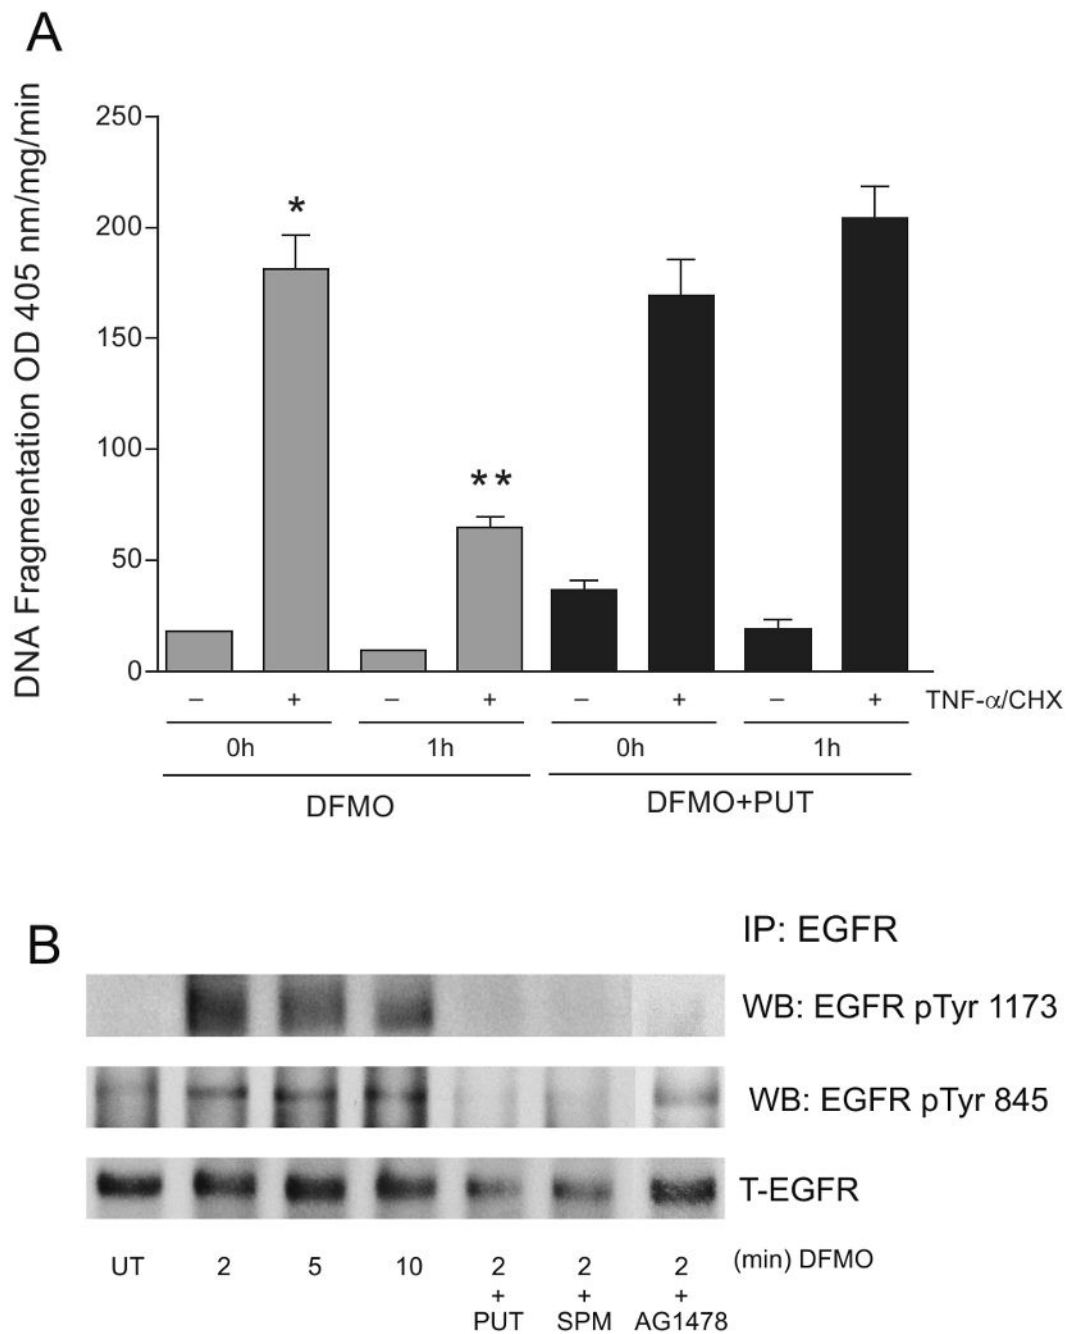 A
DNA Fragmentation OD 405 nm/mg/min
250
200
150
100
50
0
*
**
– + – + – + – + TNF-α/CHX
0h 1h 0h 1h
DFMO DFMO+PUT
B
IP: EGFR
WB: EGFR pTyr 1173
WB: EGFR pTyr 845
T-EGFR
UT 2 5 10 2 2 2 (min) DFMO
+ + +
PUT SPM AG1478